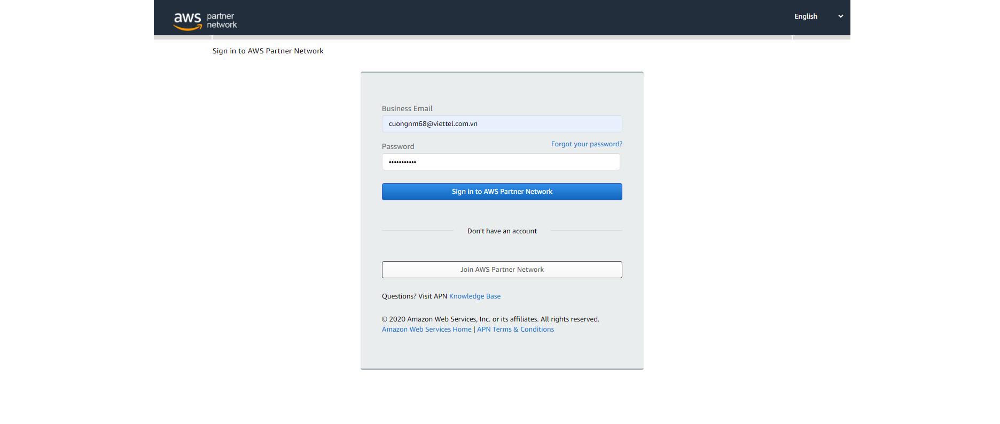 aws partner network
English
Sign in to AWS Partner Network
Business Email
cuongnm68@viettel.com.vn
Password
Forgot your password?
•••••••••••
Sign in to AWS Partner Network
Don't have an account
Join AWS Partner Network
Questions? Visit APN Knowledge Base
© 2020 Amazon Web Services, Inc. or its affiliates. All rights reserved.
Amazon Web Services Home | APN Terms & Conditions